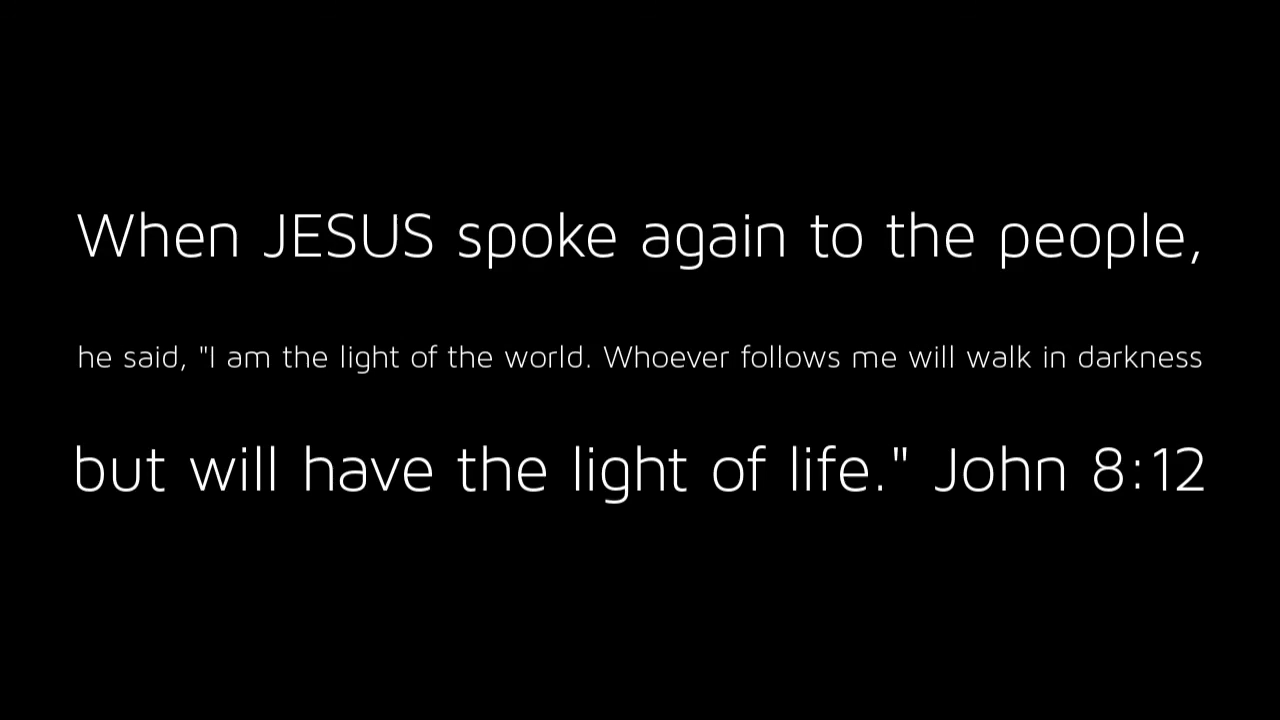 When JESUS spoke again to the people,
he said, "I am the light of the world. Whoever follows me will walk in darkness
but will have the light of life." John 8:12